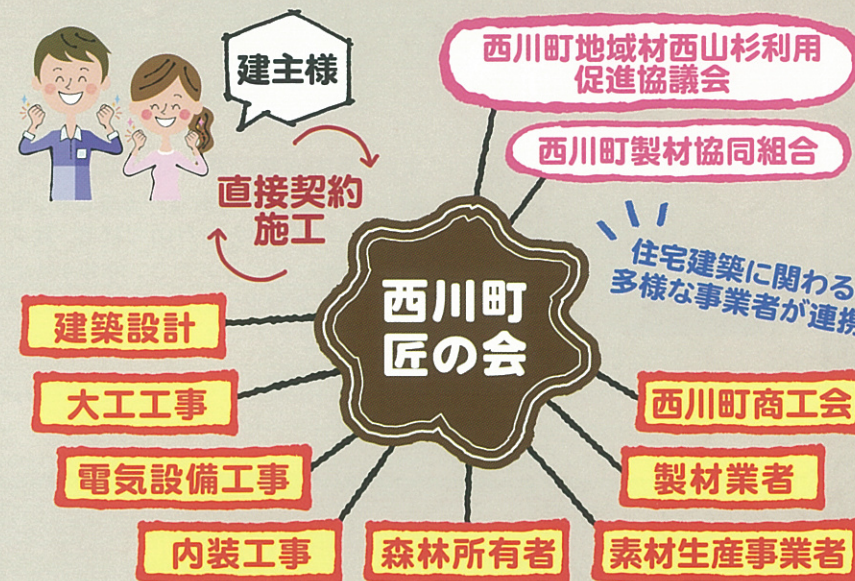 建主様
西川町地域材西山杉利用
促進協議会
西川町製材協同組合
直接契約
施工
住宅建築に関わる
多様な事業者が連携
西川町
匠の会
建築設計
大工工事
電気設備工事
内装工事
森林所有者
西川町商工会
製材業者
素材生産事業者